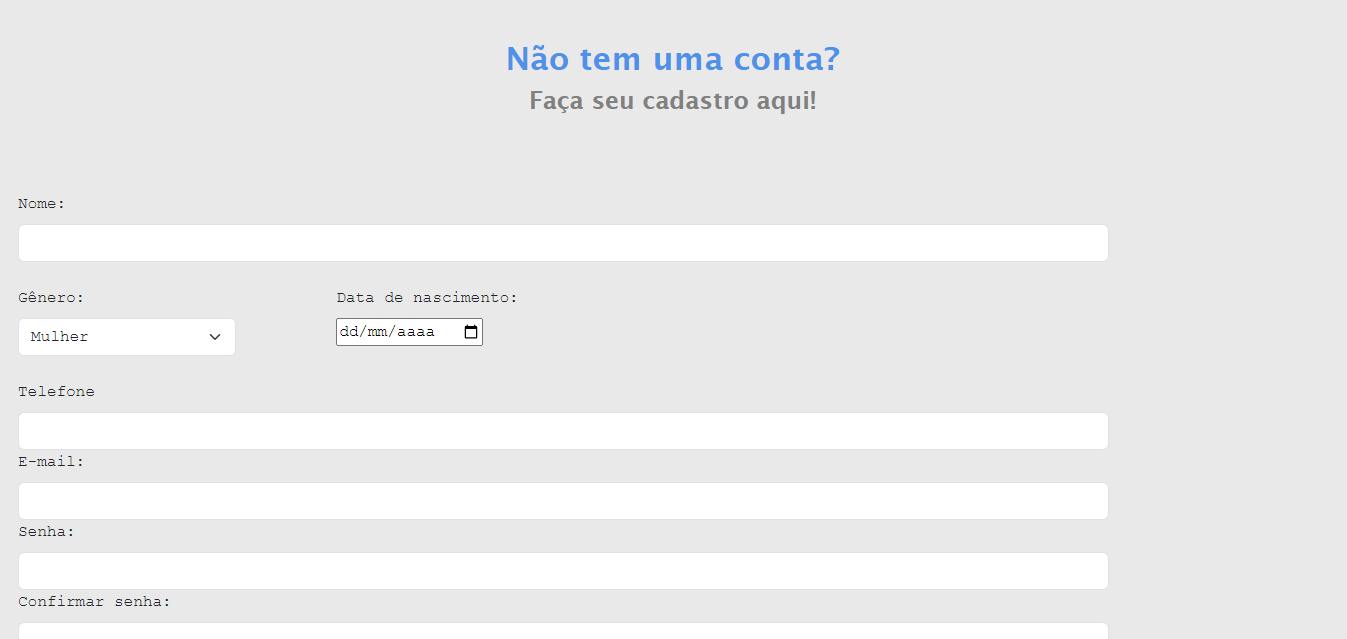 Não tem uma conta?
Faça seu cadastro aqui!
Nome:
Gênero: Data de nascimento:
Mulher dd/mm/aaaa
Telefone
E-mail:
Senha:
Confirmar senha: